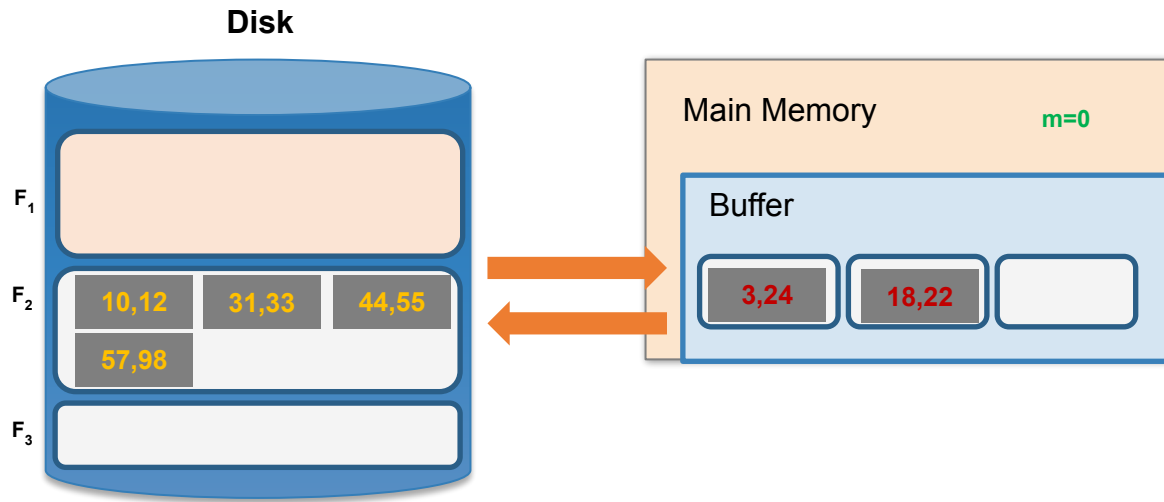 Disk
F1
F2
F3
10,12
31,33
44,55
57,98
Main Memory
m=0
Buffer
3,24
18,22